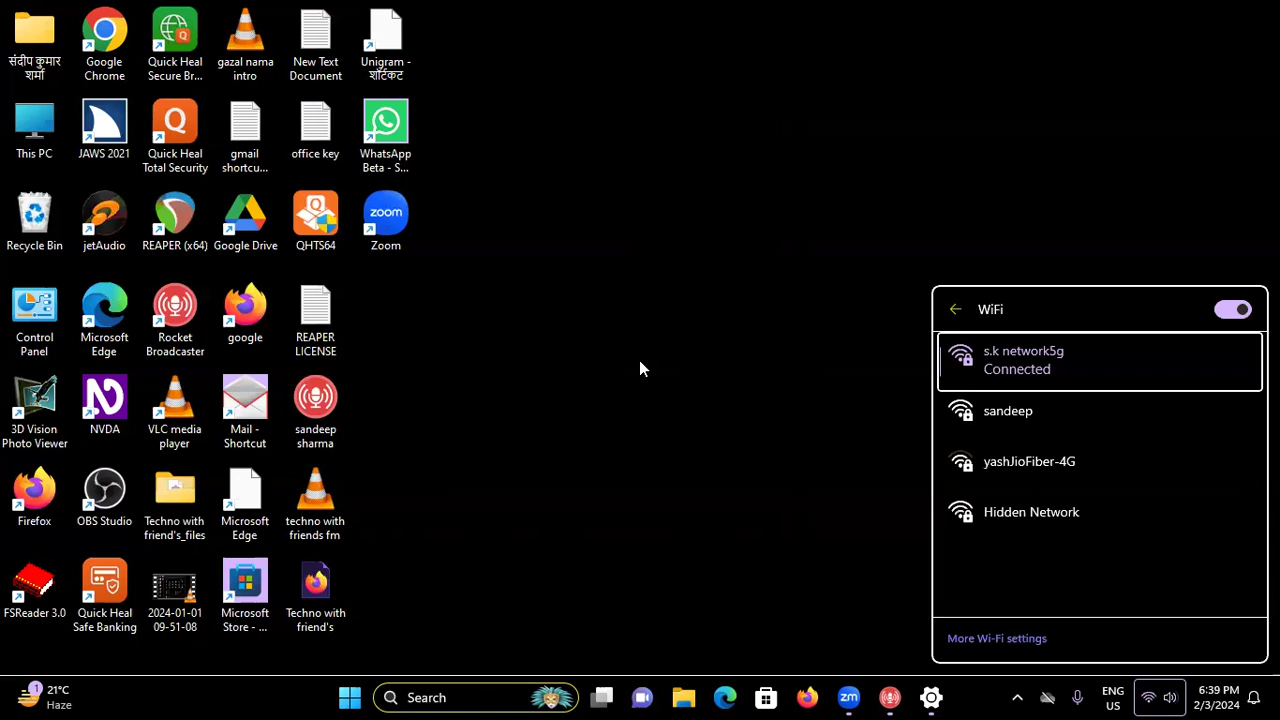 संदीप कुमार
शर्मा
Google
Chrome
Quick Heal
Secure Br...
gazal nama
intro
New Text
Document
Unigram -
शॉर्टकट
This PC
JAWS 2021
Quick Heal
Total Security
gmail
shortcu...
office key
WhatsApp
Beta - S...
Recycle Bin
jetAudio
REAPER (x64)
Google Drive
QHTS64
zoom
Zoom
Control
Panel
Microsoft
Edge
Rocket
Broadcaster
google
REAPER
LICENSE
3D Vision
Photo Viewer
NVDA
VLC media
player
Mail -
Shortcut
sandeep
sharma
Firefox
OBS Studio
Techno with
friend's_files
Microsoft
Edge
techno with
friends fm
FSReader 3.0
Quick Heal
Safe Banking
2024-01-01
09-51-08
Microsoft
Store - ...
Techno with
friend's
WiFi
s.k network5g
Connected
sandeep
yashJioFiber-4G
Hidden Network
More Wi-Fi settings
1
21°C
Haze
Search
zm
ENG
US
6:39 PM
2/3/2024